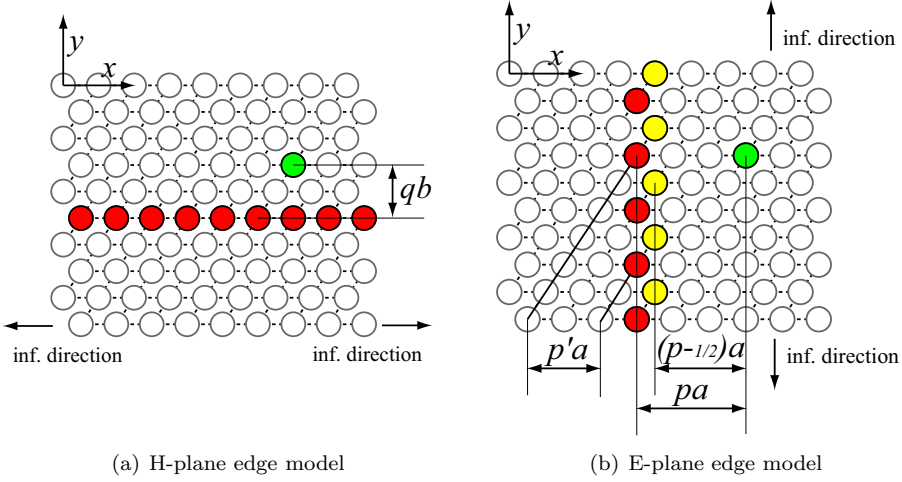 y
x
qb
inf. direction
inf. direction
(a) H-plane edge model
y
x
inf. direction
p'a
(p-1/2)a
inf. direction
pa
(b) E-plane edge model